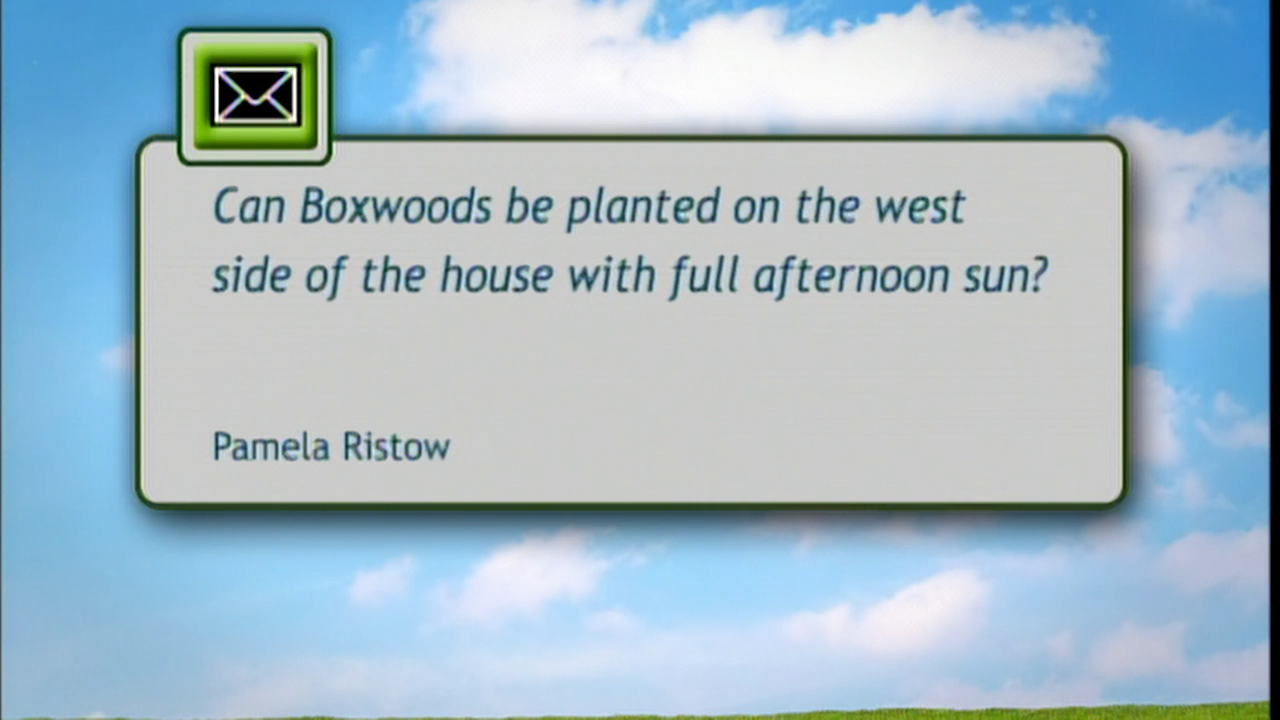 Can Boxwoods be planted on the west
side of the house with full afternoon sun?
Pamela Ristow